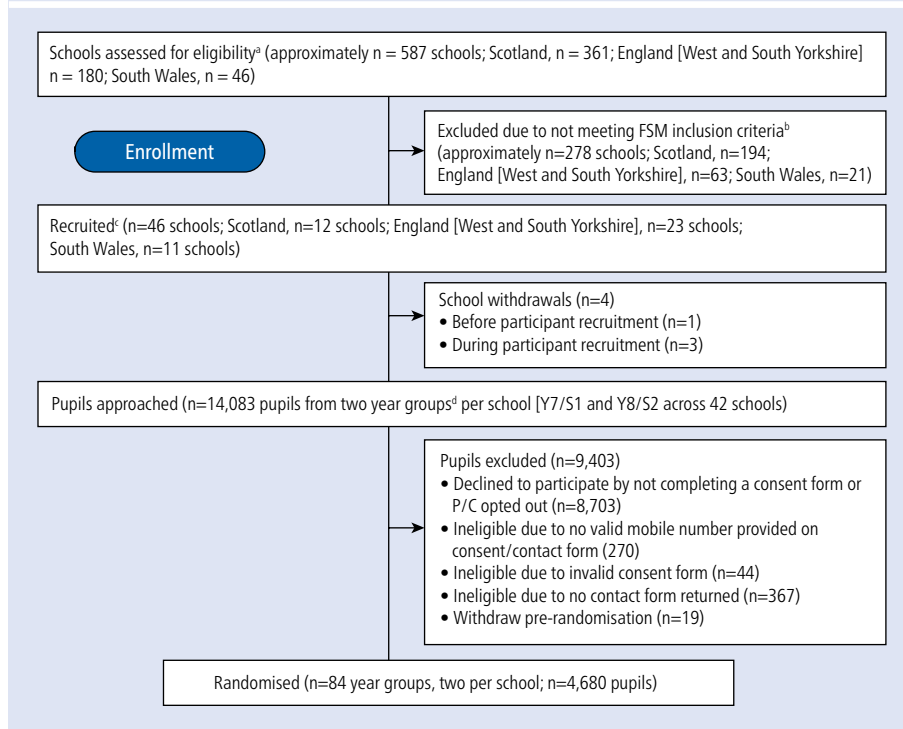 Schools assessed for eligibilityᵃ (approximately n = 587 schools; Scotland, n = 361; England [West and South Yorkshire]
n = 180; South Wales, n = 46)
Enrollment
Excluded due to not meeting FSM inclusion criteriaᵇ
(approximately n=278 schools; Scotland, n=194;
England [West and South Yorkshire], n=63; South Wales, n=21)
Recruitedᶜ (n=46 schools; Scotland, n=12 schools; England [West and South Yorkshire], n=23 schools;
South Wales, n=11 schools)
School withdrawals (n=4)
• Before participant recruitment (n=1)
• During participant recruitment (n=3)
Pupils approached (n=14,083 pupils from two year groupsᵈ per school [Y7/S1 and Y8/S2 across 42 schools)
Pupils excluded (n=9,403)
• Declined to participate by not completing a consent form or
P/C opted out (n=8,703)
• Ineligible due to no valid mobile number provided on
consent/contact form (270)
• Ineligible due to invalid consent form (n=44)
• Ineligible due to no contact form returned (n=367)
• Withdraw pre-randomisation (n=19)
Randomised (n=84 year groups, two per school; n=4,680 pupils)